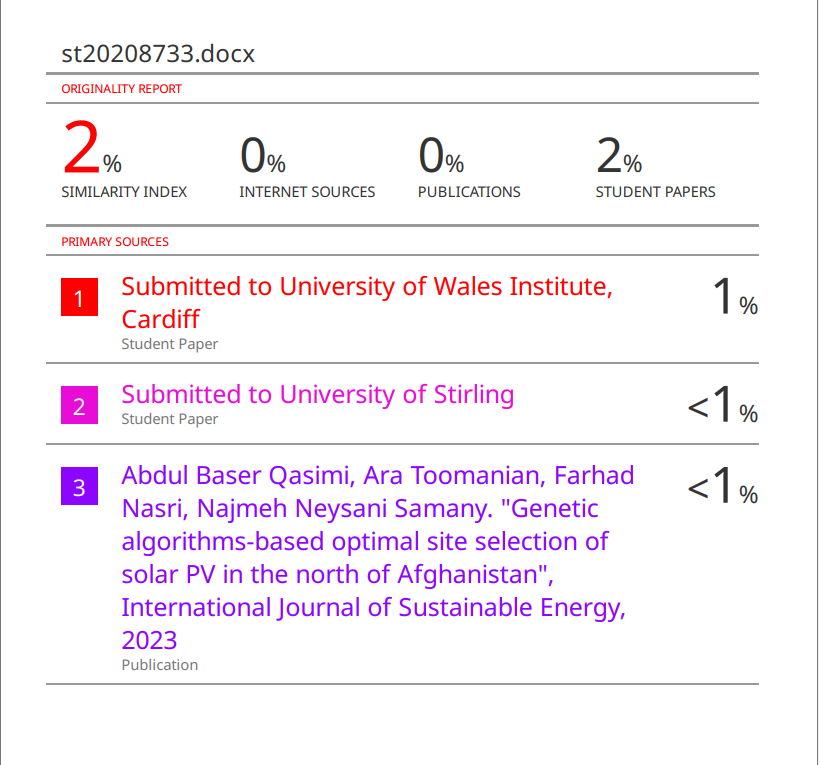 st20208733.docx
ORIGINALITY REPORT
2%
SIMILARITY INDEX
0%
INTERNET SOURCES
0%
PUBLICATIONS
2%
STUDENT PAPERS
PRIMARY SOURCES
1
Submitted to University of Wales Institute,
Cardiff
Student Paper
1%
2
Submitted to University of Stirling
Student Paper
<1%
3
Abdul Baser Qasimi, Ara Toomanian, Farhad
Nasri, Najmeh Neysani Samany. "Genetic
algorithms-based optimal site selection of
solar PV in the north of Afghanistan",
International Journal of Sustainable Energy,
2023
Publication
<1%